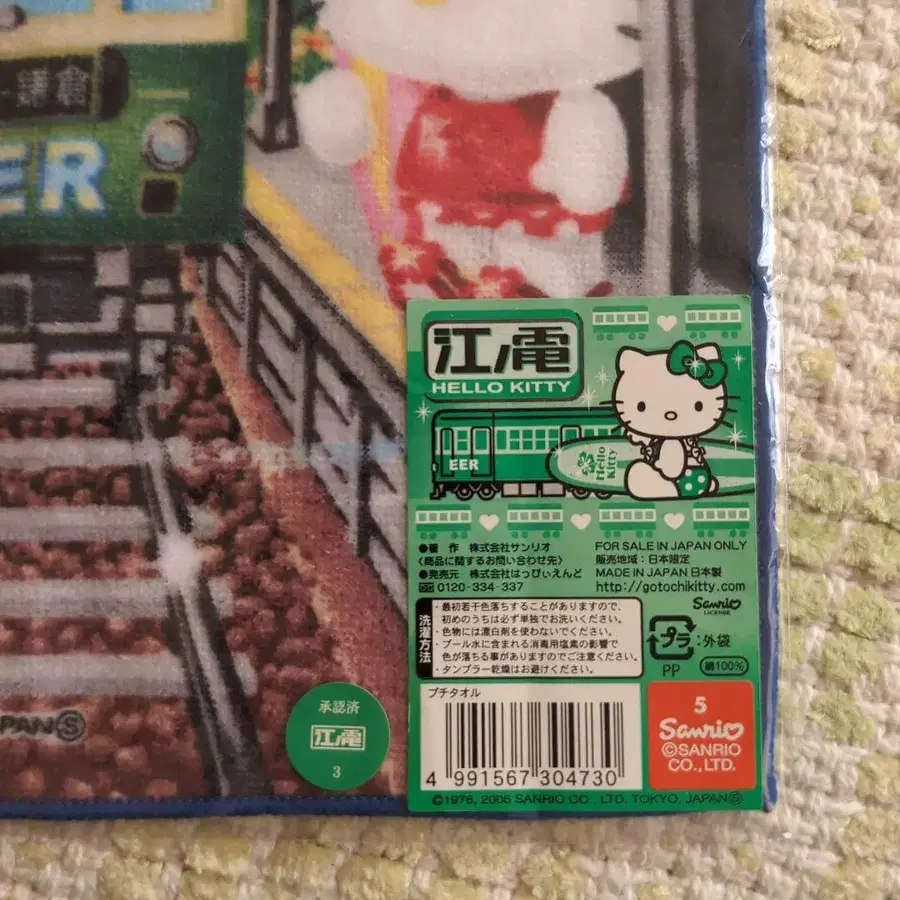 鎌倉
EER
江ノ電
HELLO KITTY
EER
Hello
Kitty
●著 作 株式会社サンリオ
〈商品に関するお問い合わせ先〉
●発売元 株式会社はっぴぃえんど
0120-334-337
FOR SALE IN JAPAN ONLY
販売地域:日本限定
MADE IN JAPAN 日本製
http://gotochikitty.com
Sanrio
LICENSE
洗濯方法
・最初若干色落ちすることがありますので、
初めのうちは必ず単独でお洗いください。
・色物には漂白剤を使わないでください。
・プール水に含まれる消毒用塩素の影響で
色が落ちる事がありますのでご注意ください。
・タンブラー乾燥はお避けください。
プラ:外袋
PP 綿100%
プチタオル
4 991567 304730
5
Sanrio
©SANRIO
CO., LTD.
©1976, 2006 SANRIO CO., LTD. TOKYO, JAPAN Ⓢ
承認済
江ノ電
3
PAN Ⓢ